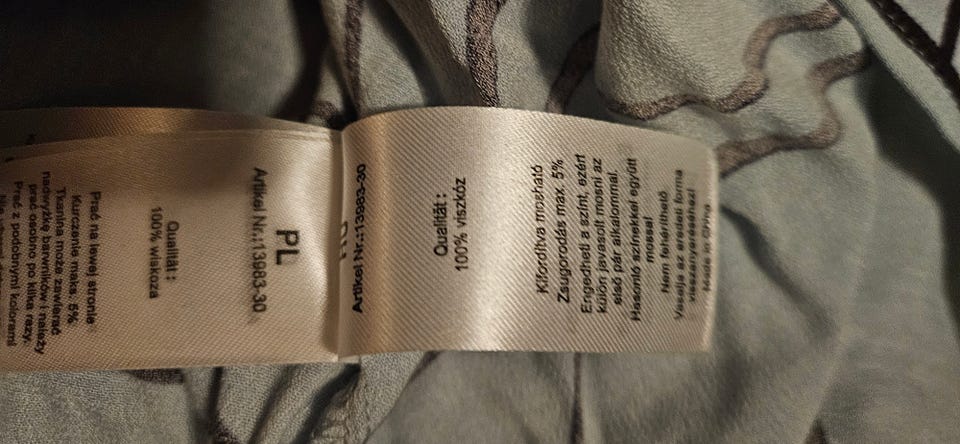 PL
Artikel Nr.:13983-30
Qualität :
100% wiskoza
Prać na lewej stronie
Kurczenie maks. 5%
Tkanina może zawierać
nadwyżkę barwników i należy
prać osobno po kilka razy.
Prać z podobnymi kolorami
Artikel Nr.:13983-30
Qualität :
100% viszkóz
Kifordítva mosható
Zsugorodás max. 5%
Engedheti a színt, ezért
külön javasolt mosni az
első pár alkalommal.
Hasonló színekkel együtt
mossa!
Nem fehéríthető
Vasalja az eredeti forma
visszanyeréséhez!
Made in China